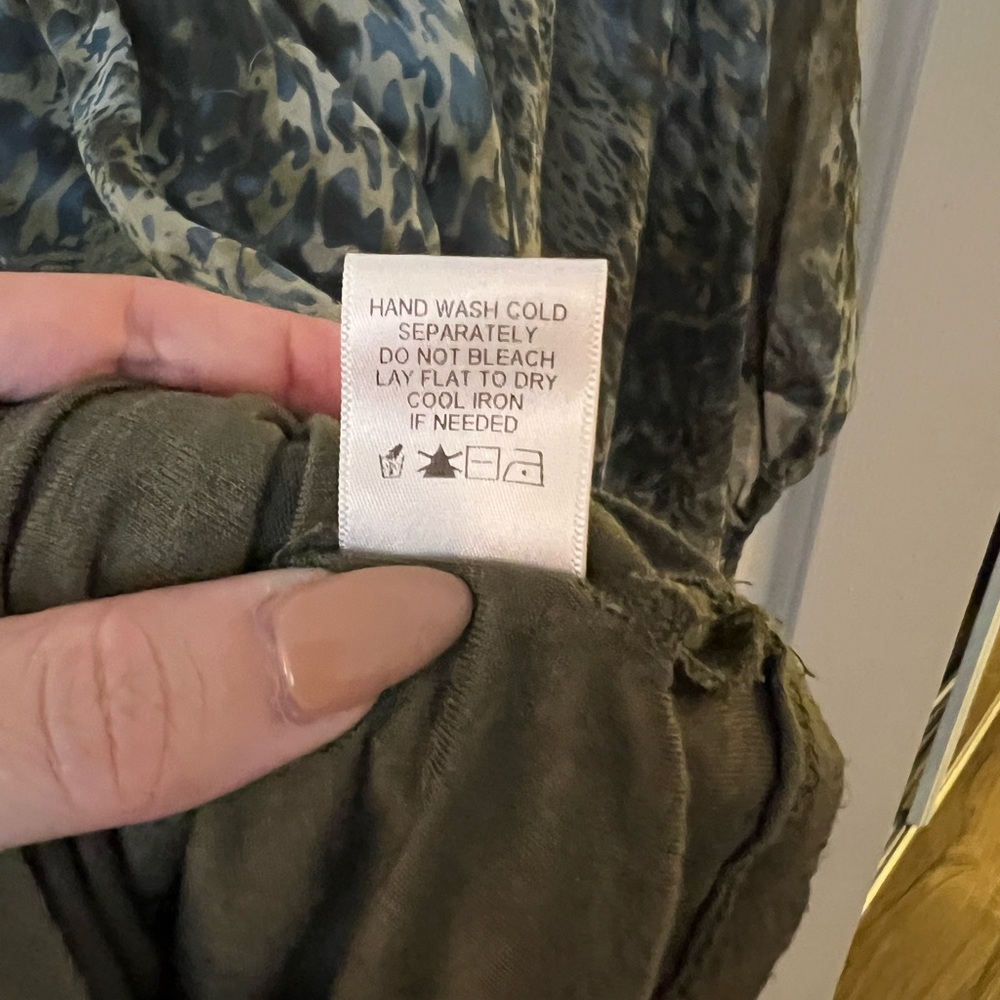 HAND WASH COLD
SEPARATELY
DO NOT BLEACH
LAY FLAT TO DRY
COOL IRON
IF NEEDED